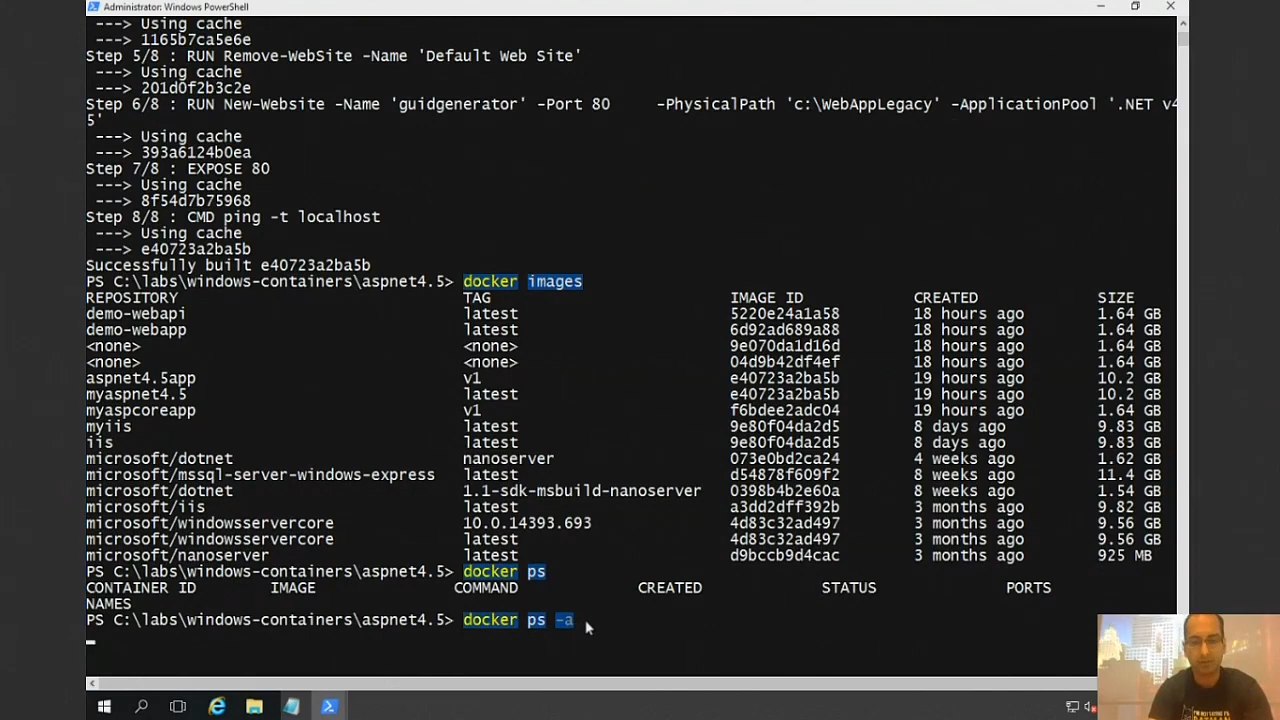 Administrator: Windows PowerShell
---> Using cache
---> 1165b7ca5e6e
Step 5/8 : RUN Remove-WebSite -Name 'Default Web Site'
---> Using cache
---> 201d0f2b3c2e
Step 6/8 : RUN New-Website -Name 'guidgenerator' -Port 80     -PhysicalPath 'c:\WebAppLegacy' -ApplicationPool '.NET v4
5'
---> Using cache
---> 393a6124b0ea
Step 7/8 : EXPOSE 80
---> Using cache
---> 8f54d7b75968
Step 8/8 : CMD ping -t localhost
---> Using cache
---> e40723a2ba5b
Successfully built e40723a2ba5b
PS C:\labs\windows-containers\aspnet4.5> docker images
REPOSITORY TAG IMAGE ID CREATED SIZE
demo-webapi latest 5220e24a1a58 18 hours ago 1.64 GB
demo-webapp latest 6d92ad689a88 18 hours ago 1.64 GB
<none> <none> 9e070da1d16d 18 hours ago 1.64 GB
<none> <none> 04d9b42df4ef 18 hours ago 1.64 GB
aspnet4.5app v1 e40723a2ba5b 19 hours ago 10.2 GB
myaspnet4.5 latest e40723a2ba5b 19 hours ago 10.2 GB
myaspcoreapp v1 f6bdee2adc04 19 hours ago 1.64 GB
myiis latest 9e80f04da2d5 8 days ago 9.83 GB
iis latest 9e80f04da2d5 8 days ago 9.83 GB
microsoft/dotnet nanoserver 073e0bd2ca24 4 weeks ago 1.62 GB
microsoft/mssql-server-windows-express latest d54878f609f2 8 weeks ago 11.4 GB
microsoft/dotnet 1.1-sdk-msbuild-nanoserver 0398b4b2e60a 8 weeks ago 1.54 GB
microsoft/iis latest a3dd2dff392b 3 months ago 9.82 GB
microsoft/windowsservercore 10.0.14393.693 4d83c32ad497 3 months ago 9.56 GB
microsoft/windowsservercore latest 4d83c32ad497 3 months ago 9.56 GB
microsoft/nanoserver latest d9bccb9d4cac 3 months ago 925 MB
PS C:\labs\windows-containers\aspnet4.5> docker ps
CONTAINER ID IMAGE COMMAND CREATED STATUS PORTS
NAMES
PS C:\labs\windows-containers\aspnet4.5> docker ps -a